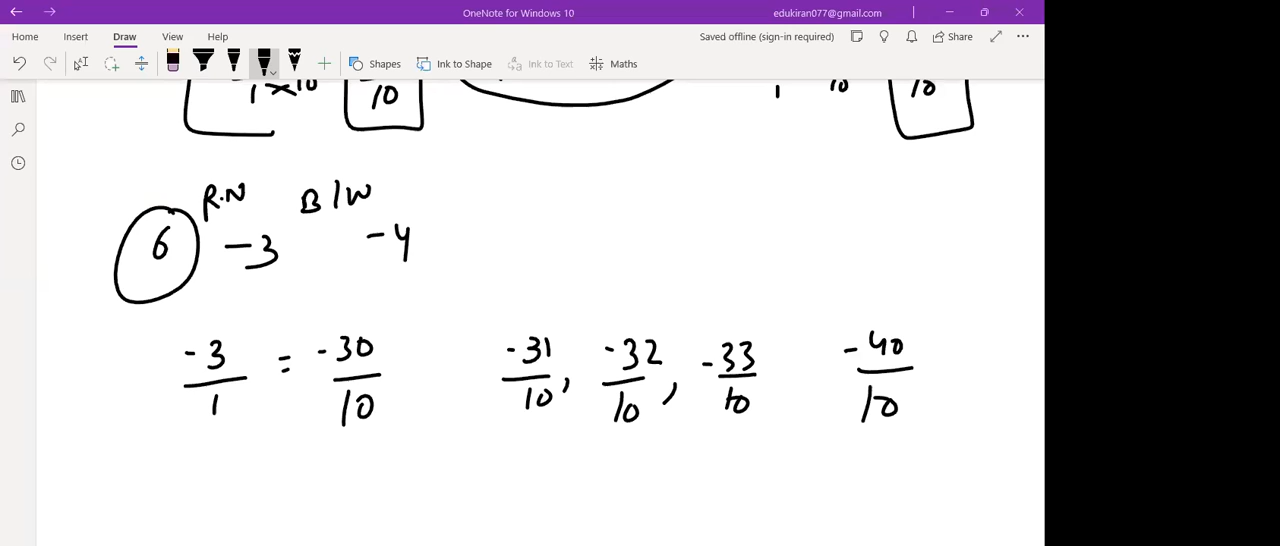 OneNote for Windows 10 edukiran077@gmail.com
Home Insert Draw View Help Saved offline (sign-in required) Share
Shapes Ink to Shape Ink to Text Maths
1 × 10 10 1 10 10
R.N B/W
6 -3 -4
-3/1 = -30/10 -31/10, -32/10, -33/10 -40/10